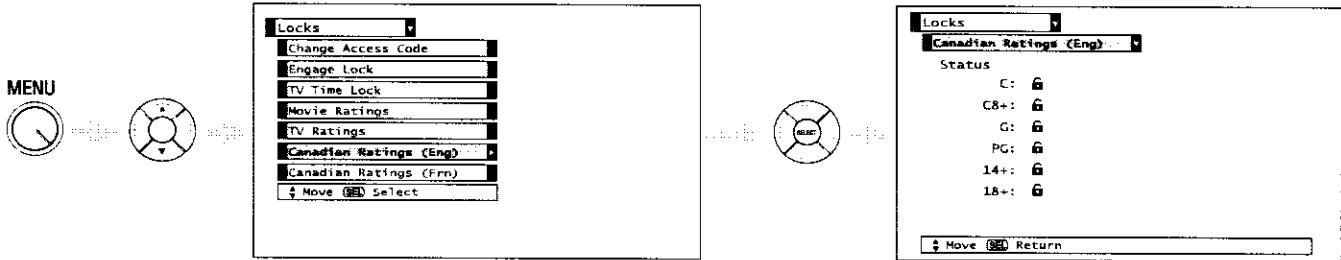 MENU
Locks
Change Access Code
Engage Lock
TV Time Lock
Movie Ratings
TV Ratings
Canadian Ratings (Eng)
Canadian Ratings (Frn)
Move SEL Select
SELECT
Locks
Canadian Ratings (Eng)
Status
C:
C8+:
G:
PG:
14+:
18+:
Move SEL Return